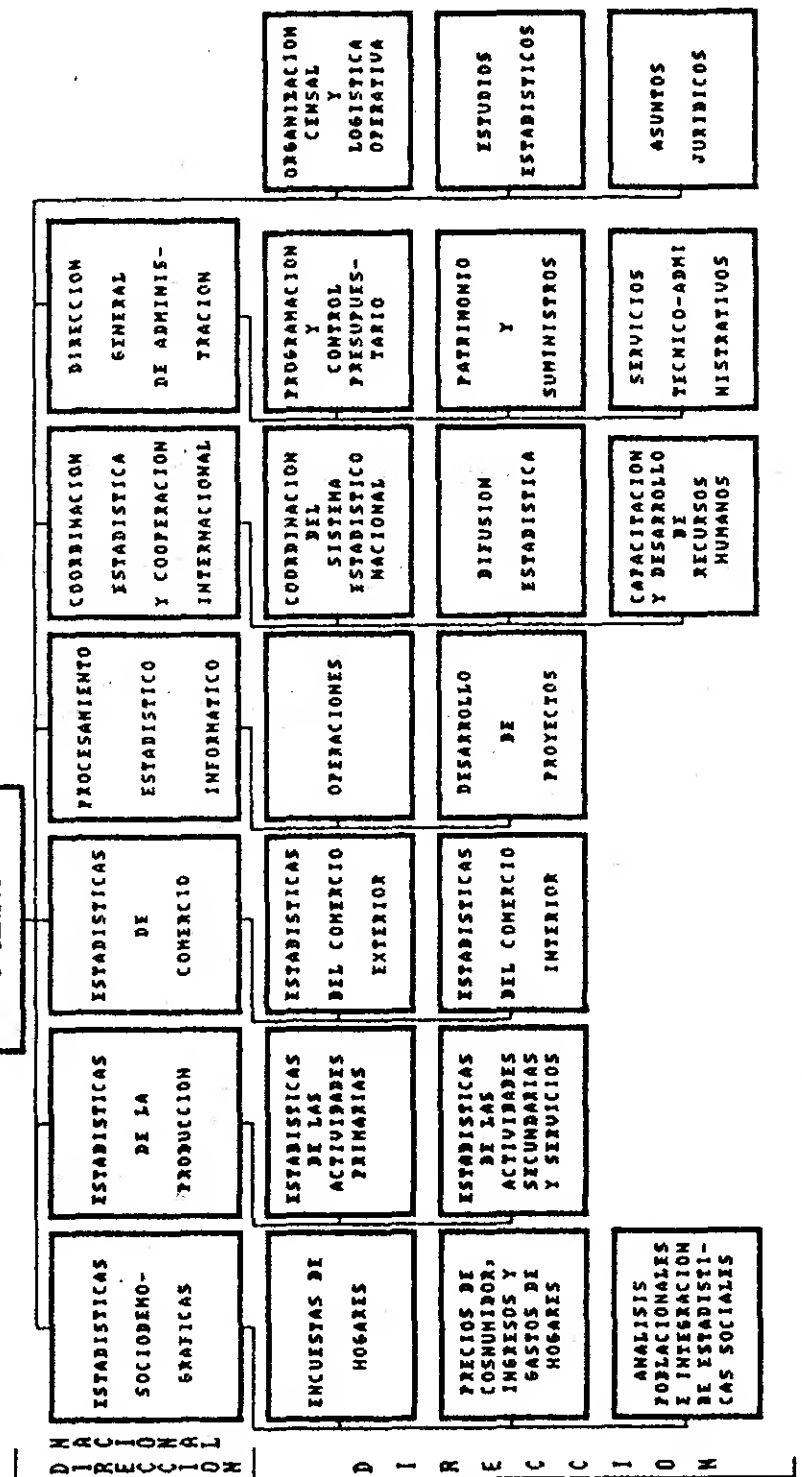 DIRECCION
NACIONAL
ESTADISTICAS
SOCIODEMO-
GRAFICAS
ESTADISTICAS
DE LA
PRODUCCION
ESTADISTICAS
DE
COMERCIO
PROCESAMIENTO
ESTADISTICO
INFORMATICO
COORDINACION
ESTADISTICA
Y COOPERACION
INTERNACIONAL
DIRECCION
GENERAL
DE ADMINIS-
TRACION
DIRECCION
ENCUESTAS DE
HOGARES
ESTADISTICAS
DE LAS
ACTIVIDADES
PRIMARIAS
ESTADISTICAS
DEL COMERCIO
EXTERIOR
OPERACIONES
COORDINACION
DEL
SISTEMA
ESTADISTICO
NACIONAL
PROGRAMACION
Y
CONTROL
PRESUPUES-
TARIO
ORGANIZACION
CENSAL
Y
LOGISTICA
OPERATIVA
PRECIOS DE
COSNUMIDOR,
INGRESOS Y
GASTOS DE
HOGARES
ESTADISTICAS
DE LAS
ACTIVIDADES
SECUNDARIAS
Y SERVICIOS
ESTADISTICAS
DEL COMERCIO
INTERIOR
DESARROLLO
DE
PROYECTOS
DIFUSION
ESTADISTICA
PATRIMONIO
Y
SUMINISTROS
ESTUDIOS
ESTADISTICOS
ANALISIS
POBLACIONALES
E INTEGRACION
DE ESTADISTI-
CAS SOCIALES
CAPACITACION
Y DESARROLLO
DE
RECURSOS
HUMANOS
SERVICIOS
TECNICO-ADMI
NISTRATIVOS
ASUNTOS
JURIDICOS